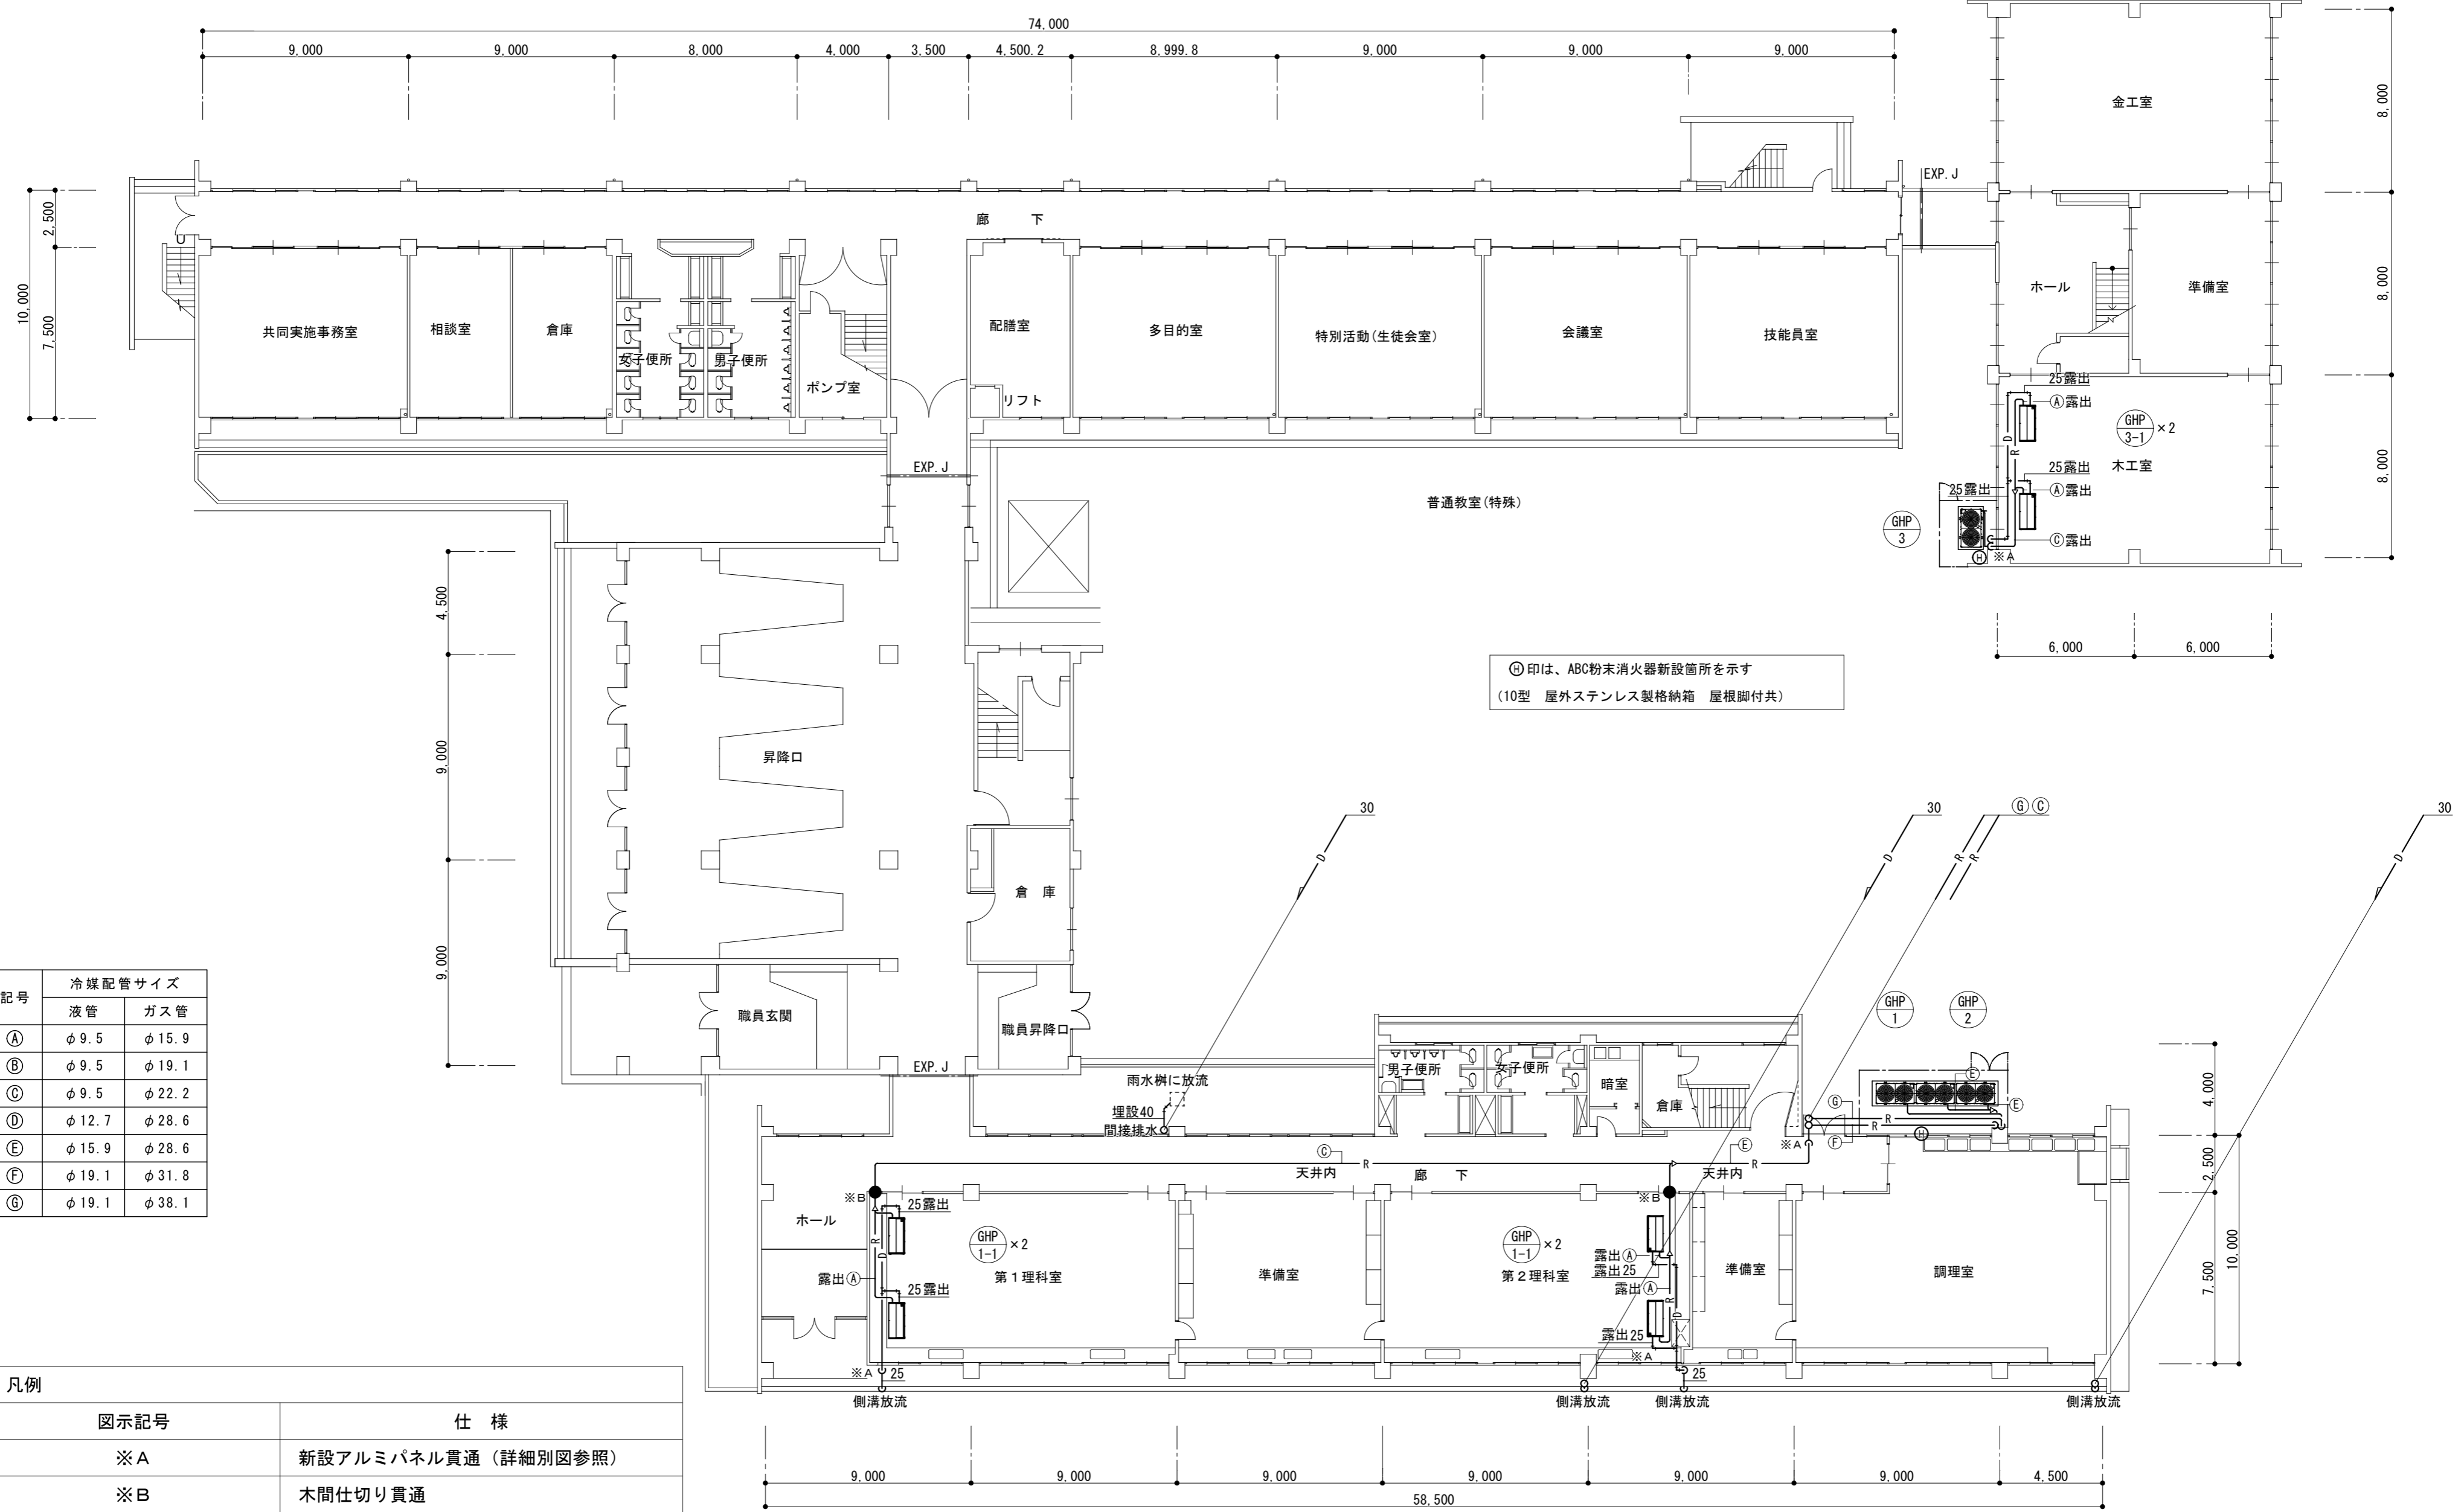 74,000
9,000 9,000 8,000 4,000 3,500 4,500.2 8,999.8 9,000 9,000 9,000
金工室
8,000
EXP.J
廊 下
2,500
10,000
7,500
共同実施事務室
相談室
倉庫
女子便所
男子便所
ポンプ室
配膳室
リフト
多目的室
特別活動(生徒会室)
会議室
技能員室
ホール
準備室
8,000
25露出
Ⓐ露出
GHP
3-1
×2
D
R
木工室
25露出
Ⓐ露出
25露出
Ⓒ露出
8,000
GHP
3
Ⓗ ※A
6,000 6,000
EXP.J
普通教室(特殊)
Ⓗ印は、ABC粉末消火器新設箇所を示す
(10型 屋外ステンレス製格納箱 屋根脚付共)
4,500
9,000
9,000
昇降口
倉 庫
職員玄関
職員昇降口
EXP.J
30
D
30
D
Ⓖ Ⓒ
R R
30
D
記号 冷媒配管サイズ
液管 ガス管
Ⓐ φ9.5 φ15.9
Ⓑ φ9.5 φ19.1
Ⓒ φ9.5 φ22.2
Ⓓ φ12.7 φ28.6
Ⓔ φ15.9 φ28.6
Ⓕ φ19.1 φ31.8
Ⓖ φ19.1 φ38.1
雨水桝に放流
埋設40
間接排水
男子便所
女子便所
暗室
倉庫
GHP
1
GHP
2
Ⓔ
Ⓔ
Ⓖ
R
R
Ⓕ
Ⓗ
※A
4,000
2,500
7,500
10,000
Ⓒ
R
天井内
廊 下
Ⓔ
R
天井内
※B
※B
ホール
25露出
R
D
露出Ⓐ
25露出
GHP
1-1
×2
第1理科室
準備室
GHP
1-1
×2
第2理科室
露出Ⓐ
露出25
露出Ⓐ
R
D
露出25
※A
準備室
調理室
※A 25
側溝放流
側溝放流
25
側溝放流
側溝放流
9,000 9,000 9,000 9,000 9,000 9,000 4,500
58,500
凡例
図示記号 仕 様
※A 新設アルミパネル貫通（詳細別図参照）
※B 木間仕切り貫通